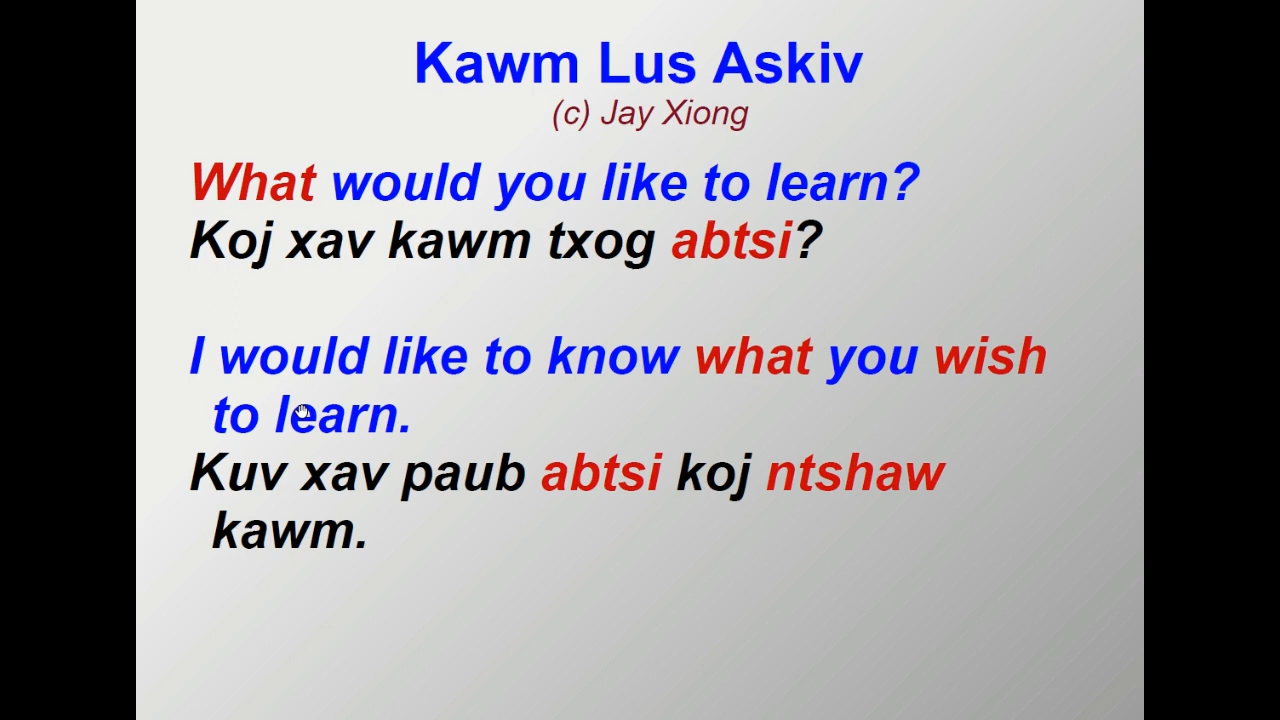 Kawm Lus Askiv
(c) Jay Xiong
What would you like to learn?
Koj xav kawm txog abtsi?
I would like to know what you wish
to learn.
Kuv xav paub abtsi koj ntshaw
kawm.